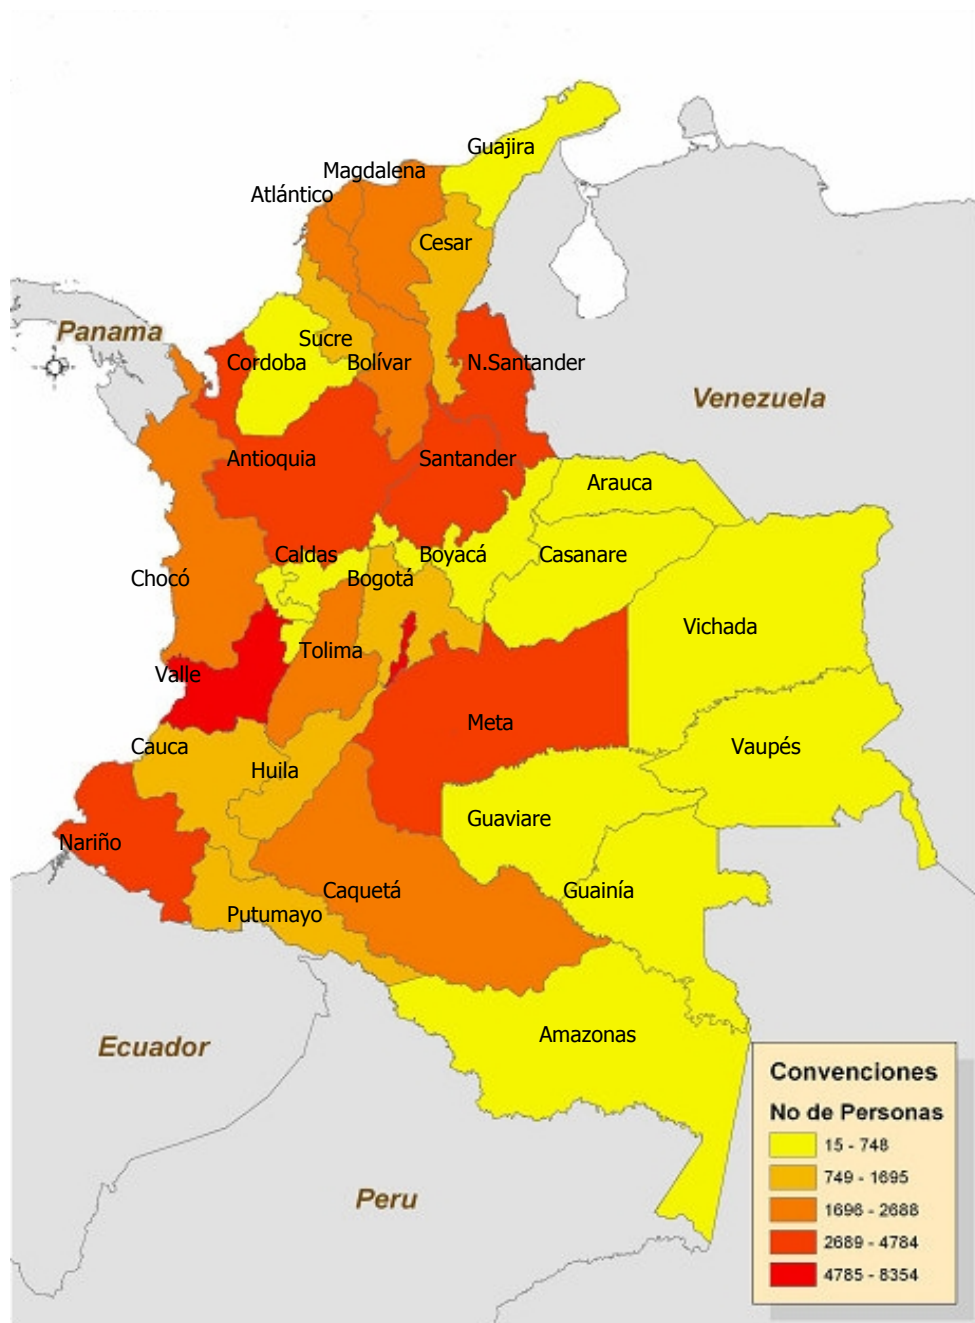 Guajira
Magdalena
Atlántico
Cesar
Panama
Sucre
Cordoba
Bolívar
N.Santander
Venezuela
Antioquia
Santander
Arauca
Caldas
Boyacá
Casanare
Chocó
Bogotá
Vichada
Tolima
Valle
Meta
Cauca
Vaupés
Huila
Guaviare
Nariño
Caquetá
Guainía
Putumayo
Ecuador
Amazonas
Peru
Convenciones
No de Personas
15 - 748
749 - 1695
1696 - 2688
2689 - 4784
4785 - 8354